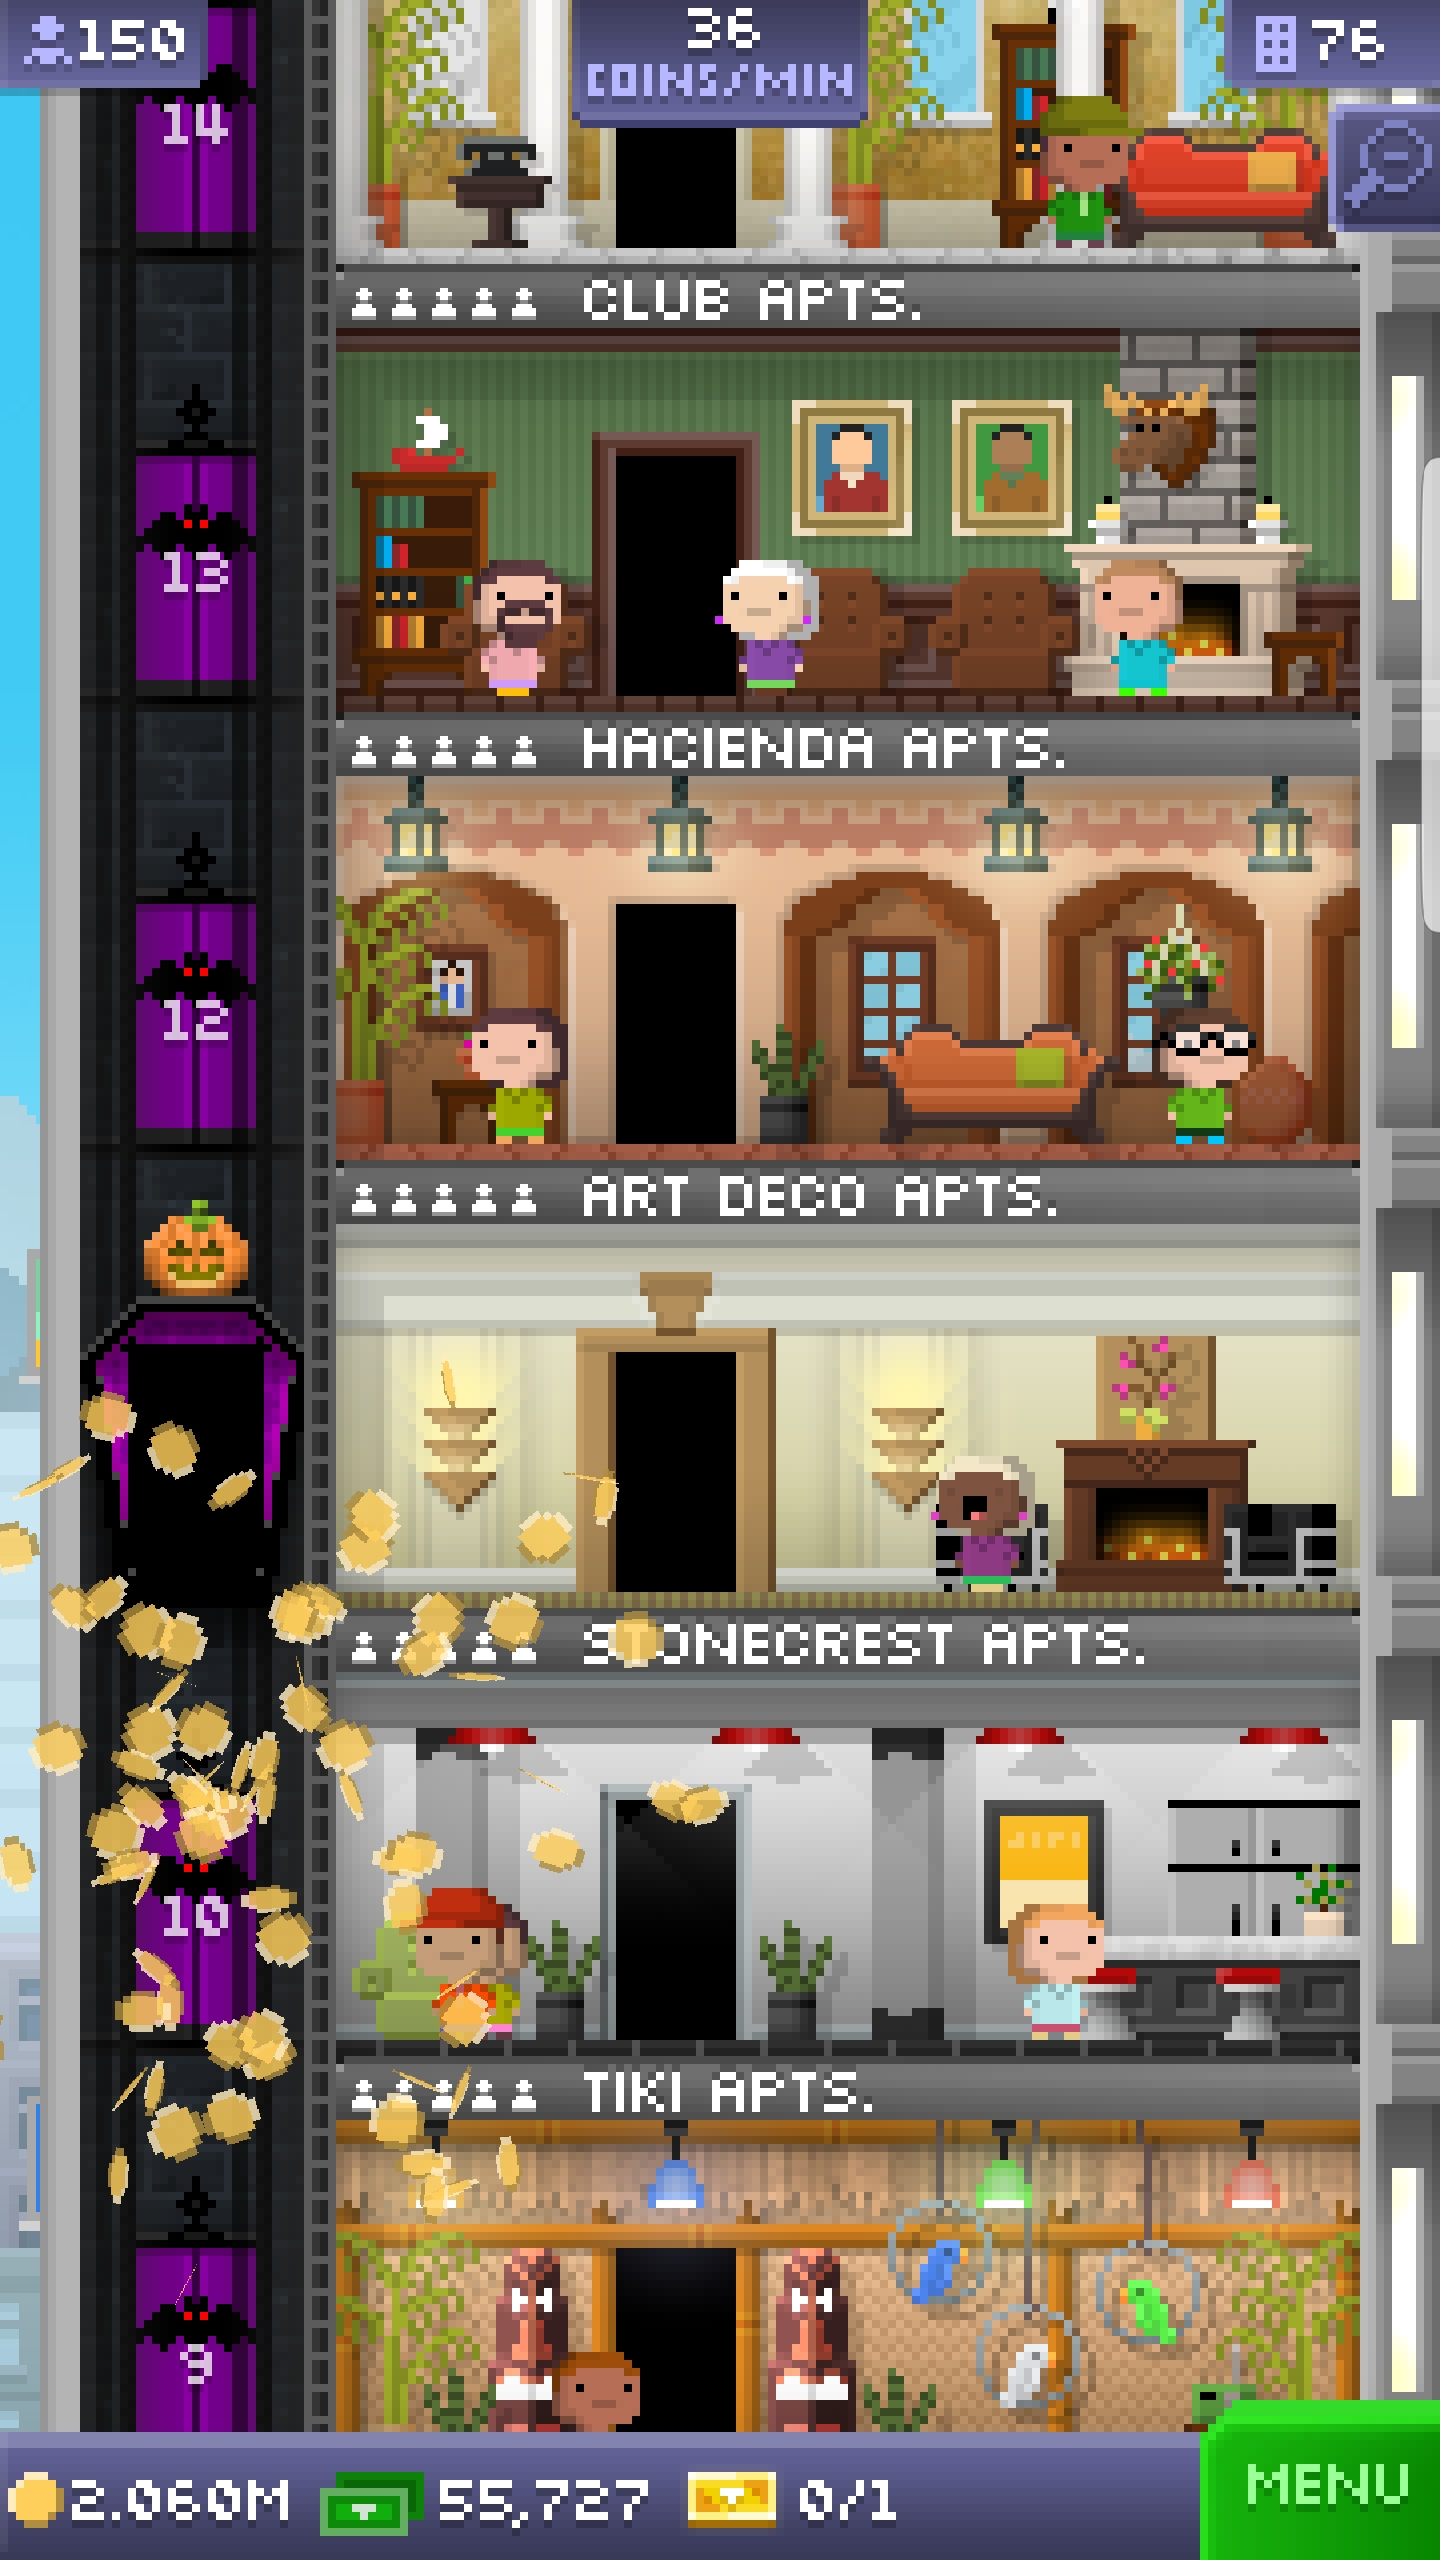 150
36
COINS/MIN
76
14
CLUB APTS.
13
HACIENDA APTS.
12
ART DECO APTS.
STONECREST APTS.
10
TIKI APTS.
9
2.060M
55,727
0/1
MENU